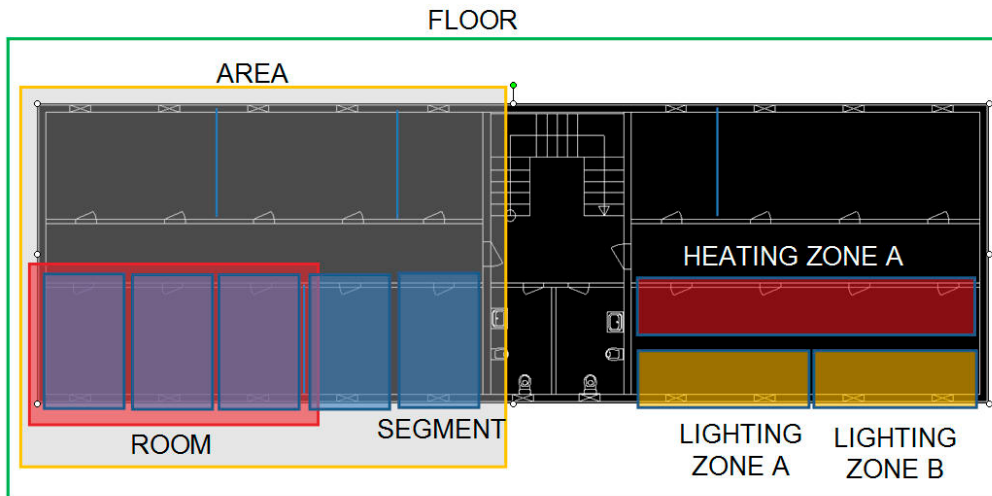 FLOOR
AREA
HEATING ZONE A
ROOM
SEGMENT
LIGHTING
ZONE A
LIGHTING
ZONE B